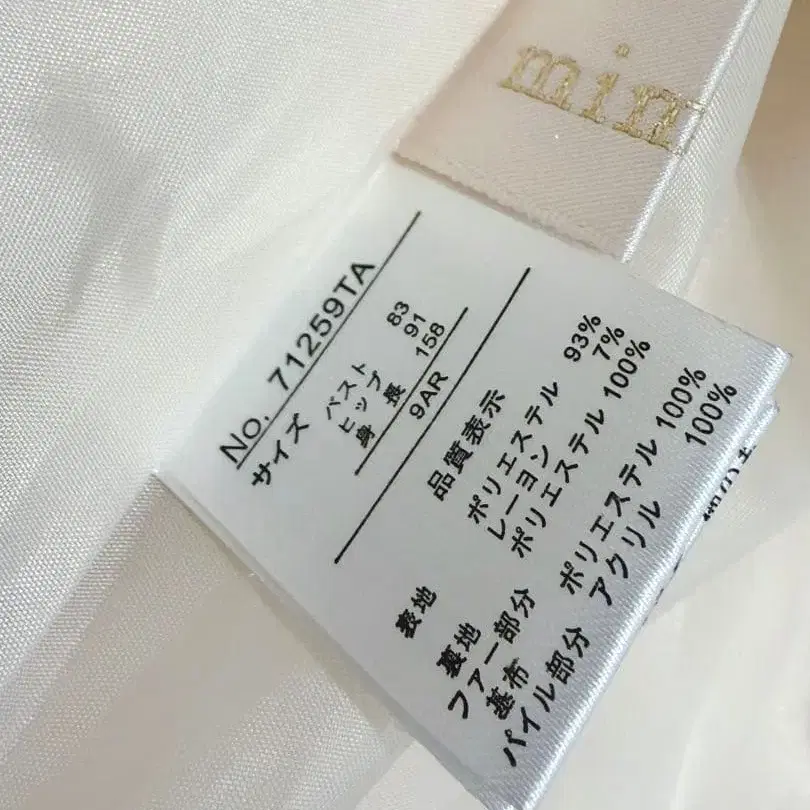 min
No. 71259TA
サイズ
バスト 83
ヒップ 91
身長 158
9AR
品質表示
表地 ポリエステル 93%
レーヨン 7%
裏地 ポリエステル 100%
ファー部分
基布 ポリエステル 100%
パイル部分 アクリル 100%